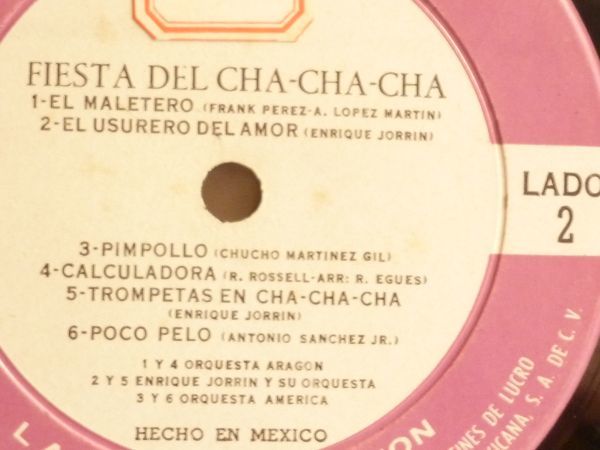 FIESTA DEL CHA-CHA-CHA
1-EL MALETERO (FRANK PEREZ-A. LOPEZ MARTIN)
2-EL USURERO DEL AMOR (ENRIQUE JORRIN)
LADO
2
3-PIMPOLLO (CHUCHO MARTINEZ GIL)
4-CALCULADORA (R. ROSSELL-ARR: R. EGUES)
5-TROMPETAS EN CHA-CHA-CHA
(ENRIQUE JORRIN)
6-POCO PELO (ANTONIO SANCHEZ JR.)
1 Y 4 ORQUESTA ARAGON
2 Y 5 ENRIQUE JORRIN Y SU ORQUESTA
3 Y 6 ORQUESTA AMERICA
HECHO EN MEXICO
FINES DE LUCRO
S. A. DE C. V.